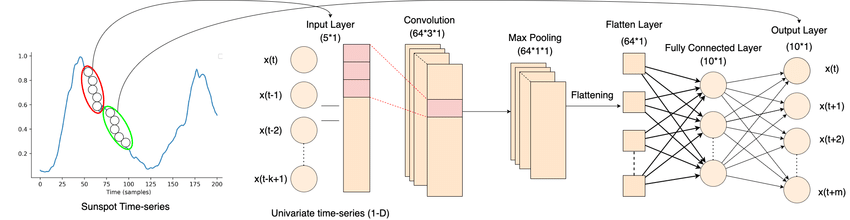 Input Layer
(5*1)
Convolution
(64*3*1)
Max Pooling
(64*1*1)
Flatten Layer
(64*1)
Fully Connected Layer
(10*1)
Output Layer
(10*1)
x(t)
x(t-1)
x(t-2)
x(t-k+1)
Univariate time-series (1-D)
Flattening
x(t)
x(t+1)
x(t+2)
x(t+m)
C
1.0
0.8
0.6
0.4
0.2
0 25 50 75 100 125 150 175 200
Time (samples)
Sunspot Time-series